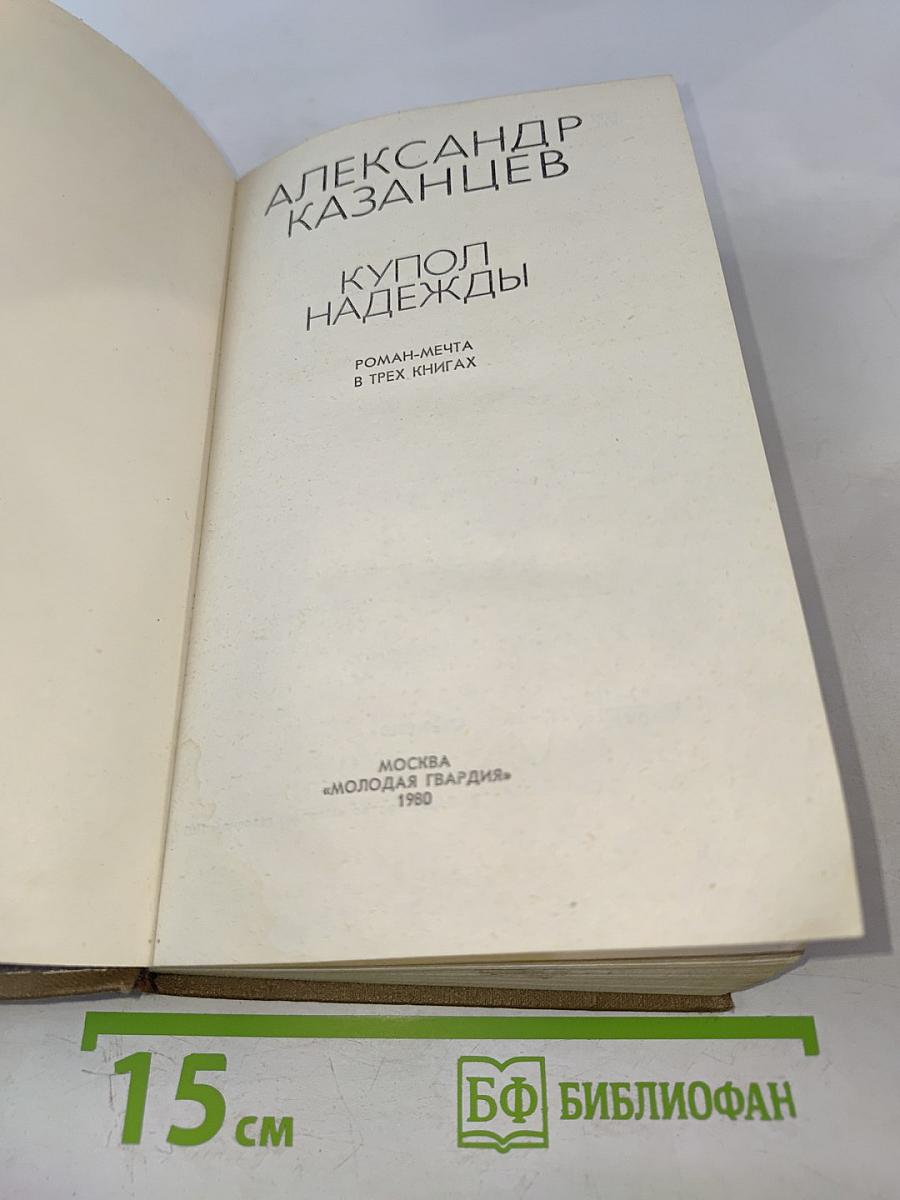 АЛЕКСАНДР
КАЗАНЦЕВ
КУПОЛ
НАДЕЖДЫ
РОМАН-МЕЧТА
В ТРЕХ КНИГАХ
МОСКВА
«МОЛОДАЯ ГВАРДИЯ»
1980
15 см
БФ БИБЛИОФАН